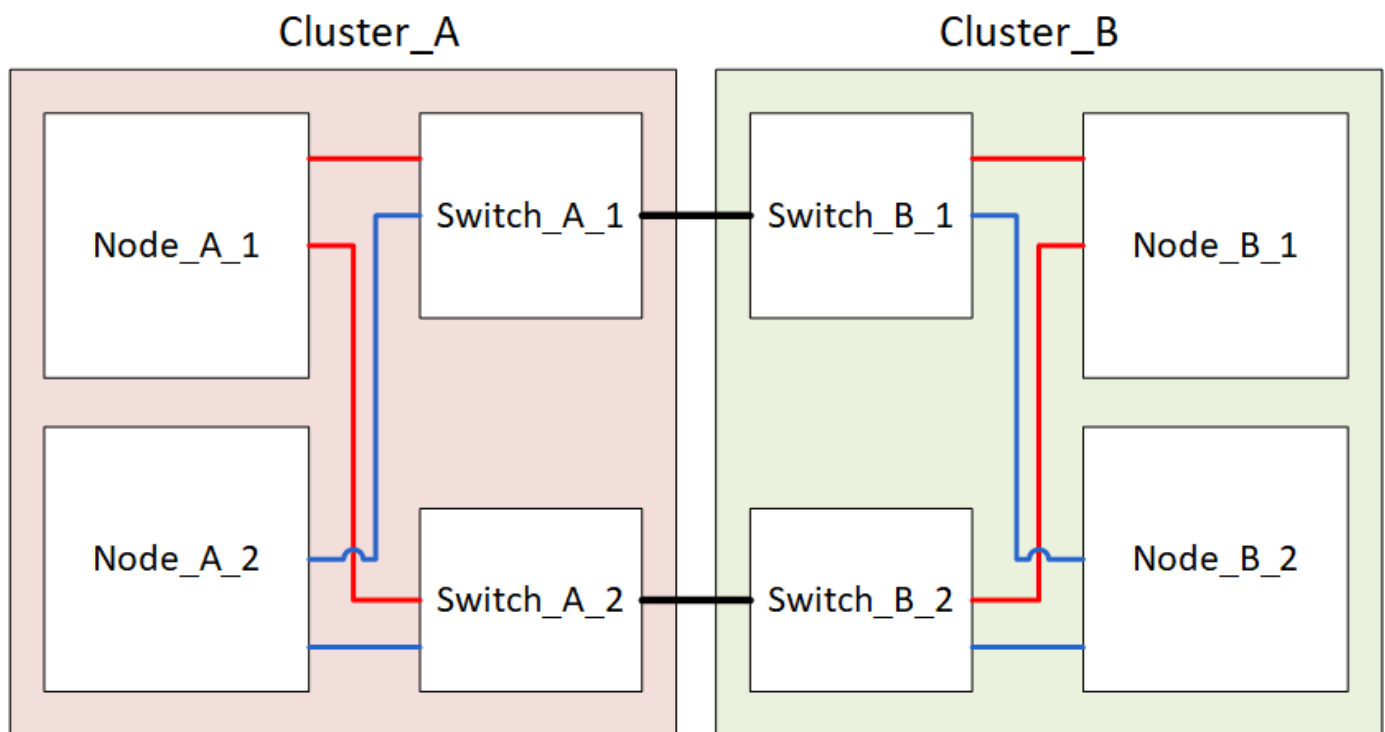 Cluster_A
Cluster_B
Node_A_1
Switch_A_1
Switch_B_1
Node_B_1
Node_A_2
Switch_A_2
Switch_B_2
Node_B_2